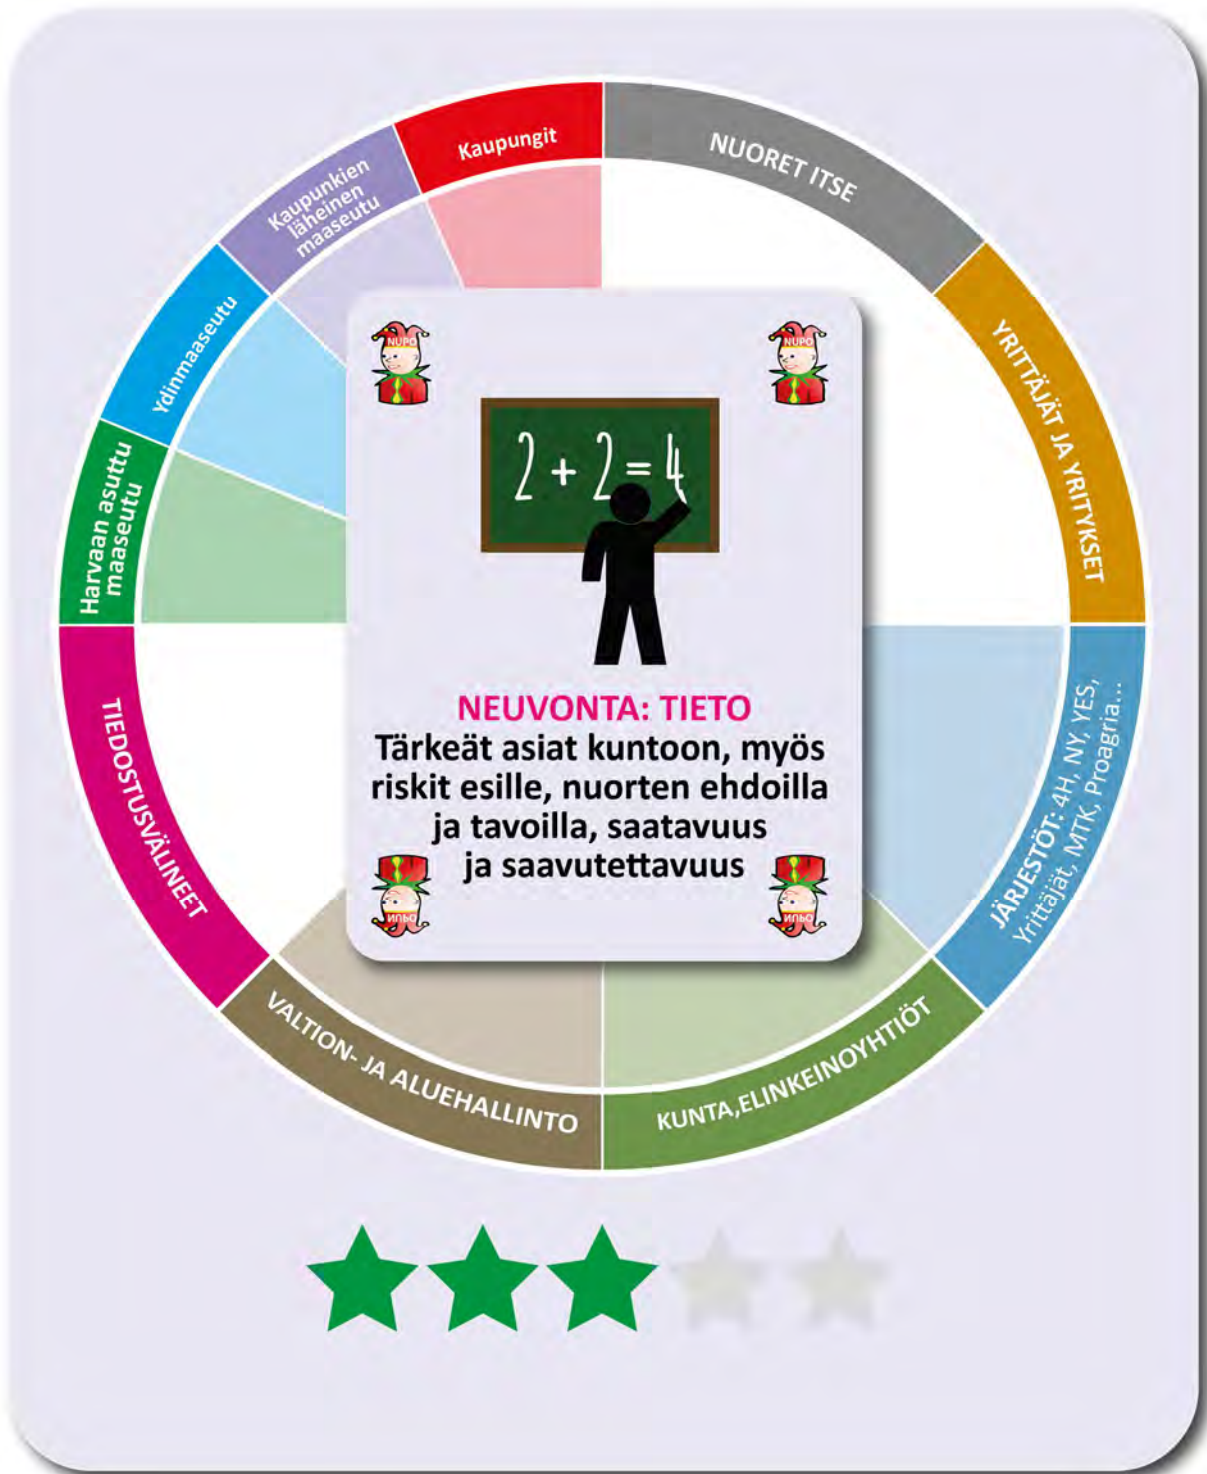 Kaupungit
NUORET ITSE
Kaupunkien
läheinen
maaseutu
YRITTÄJÄT JA YRITYKSET
Ydinmaaseutu
Harvaan asuttu
maaseutu
NUPO
NUPO
2 + 2 = 4
NEUVONTA: TIETO
Tärkeät asiat kuntoon, myös
riskit esille, nuorten ehdoilla
ja tavoilla, saatavuus
ja saavutettavuus
NUPO
NUPO
JÄRJESTÖT: 4H, NY, YES,
Yrittäjät, MTK, Proagria...
TIEDOSTUSVÄLINEET
VALTION- JA ALUEHALLINTO
KUNTA,ELINKEINOYHTIÖT